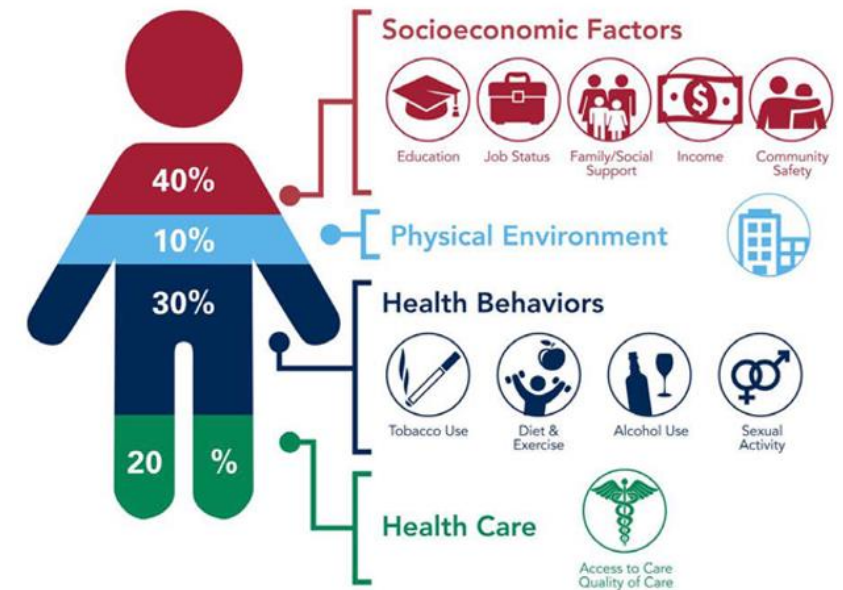 Socioeconomic Factors
Education
Job Status
Family/Social
Support
Income
Community
Safety
40%
10%
Physical Environment
30%
Health Behaviors
Tobacco Use
Diet &
Exercise
Alcohol Use
Sexual
Activity
20 %
Health Care
Access to Care
Quality of Care